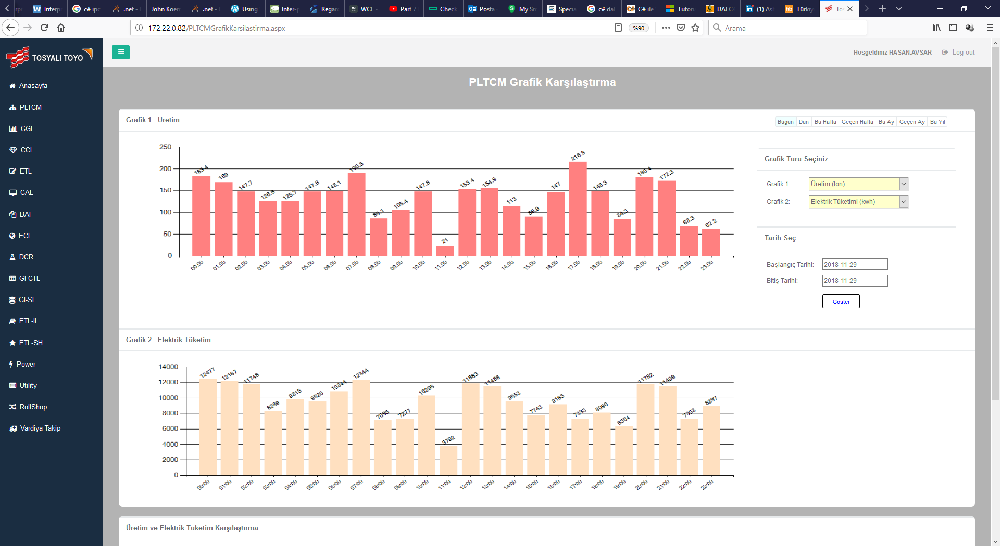 Interp
c# ipc
.net -
John Koer
.net -
Using
Inter-p
Regard
WCF -
Part 7
Check
Posta
My Sm
Specia
c# dal
C# ile
Tutoria
DALC
(1) As
Türkiy
Tos
172.22.0.82/PLTCMGrafikKarsilastirma.aspx
%90
Arama
TOSYALI TOYO
Hoşgeldiniz HASAN.AVSAR
Log out
Anasayfa
PLTCM
CGL
CCL
ETL
CAL
BAF
ECL
DCR
GI-CTL
GI-SL
ETL-IL
ETL-SH
Power
Utility
RollShop
Vardiya Takip
PLTCM Grafik Karşılaştırma
Grafik 1 - Üretim
Bugün Dün Bu Hafta Geçen Hafta Bu Ay Geçen Ay Bu Yıl
250
200
150
100
50
0
183.4 169 147.7 126.6 125.7 147.6 148.1 190.5 85.1 105.4 147.8 21 153.4 154.9 113 89.9 147 216.3 148.3 84.3 180.4 172.3 68.3 62.2
00:00 01:00 02:00 03:00 04:00 05:00 06:00 07:00 08:00 09:00 10:00 11:00 12:00 13:00 14:00 15:00 16:00 17:00 18:00 19:00 20:00 21:00 22:00 23:00
Grafik Türü Seçiniz
Grafik 1: Üretim (ton)
Grafik 2: Elektrik Tüketimi (kwh)
Tarih Seç
Başlangıç Tarihi: 2018-11-29
Bitiş Tarihi: 2018-11-29
Göster
Grafik 2 - Elektrik Tüketim
14000
12000
10000
8000
6000
4000
2000
0
12477 12167 11748 8289 9815 9520 10844 12344 7095 7277 10295 3792 11883 11488 9553 7743 9163 7333 8090 6354 11792 11499 7308 8897
00:00 01:00 02:00 03:00 04:00 05:00 06:00 07:00 08:00 09:00 10:00 11:00 12:00 13:00 14:00 15:00 16:00 17:00 18:00 19:00 20:00 21:00 22:00 23:00
Üretim ve Elektrik Tüketim Karşılaştırma